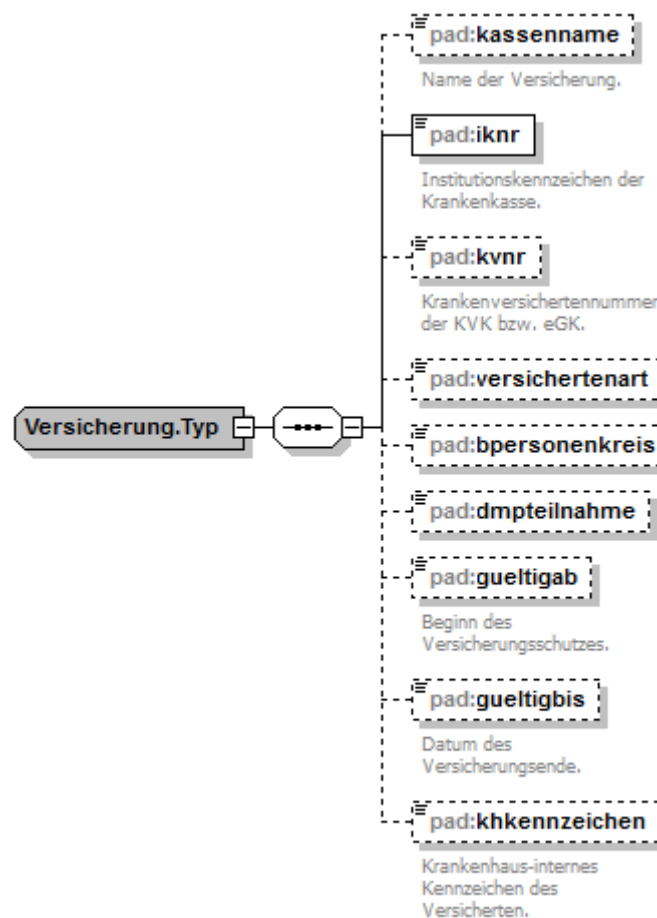 pad:kassenname
Name der Versicherung.
pad:iknr
Institutionskennzeichen der
Krankenkasse.
pad:kvnr
Krankenversichertennummer
der KVK bzw. eGK.
pad:versichertenart
Versicherung.Typ
pad:bpersonenkreis
pad:dmpteilnahme
pad:gueltigab
Beginn des
Versicherungsschutzes.
pad:gueltigbis
Datum des
Versicherungsende.
pad:khkennzeichen
Krankenhaus-internes
Kennzeichen des
Versicherten.